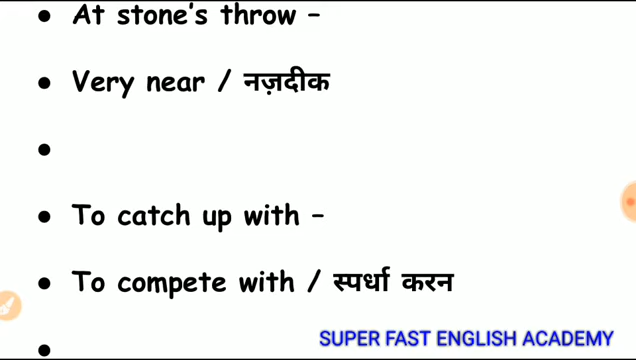 • At stone's throw –
• Very near / नज़दीक
•
• To catch up with –
• To compete with / स्पर्धा करन
•
SUPER FAST ENGLISH ACADEMY